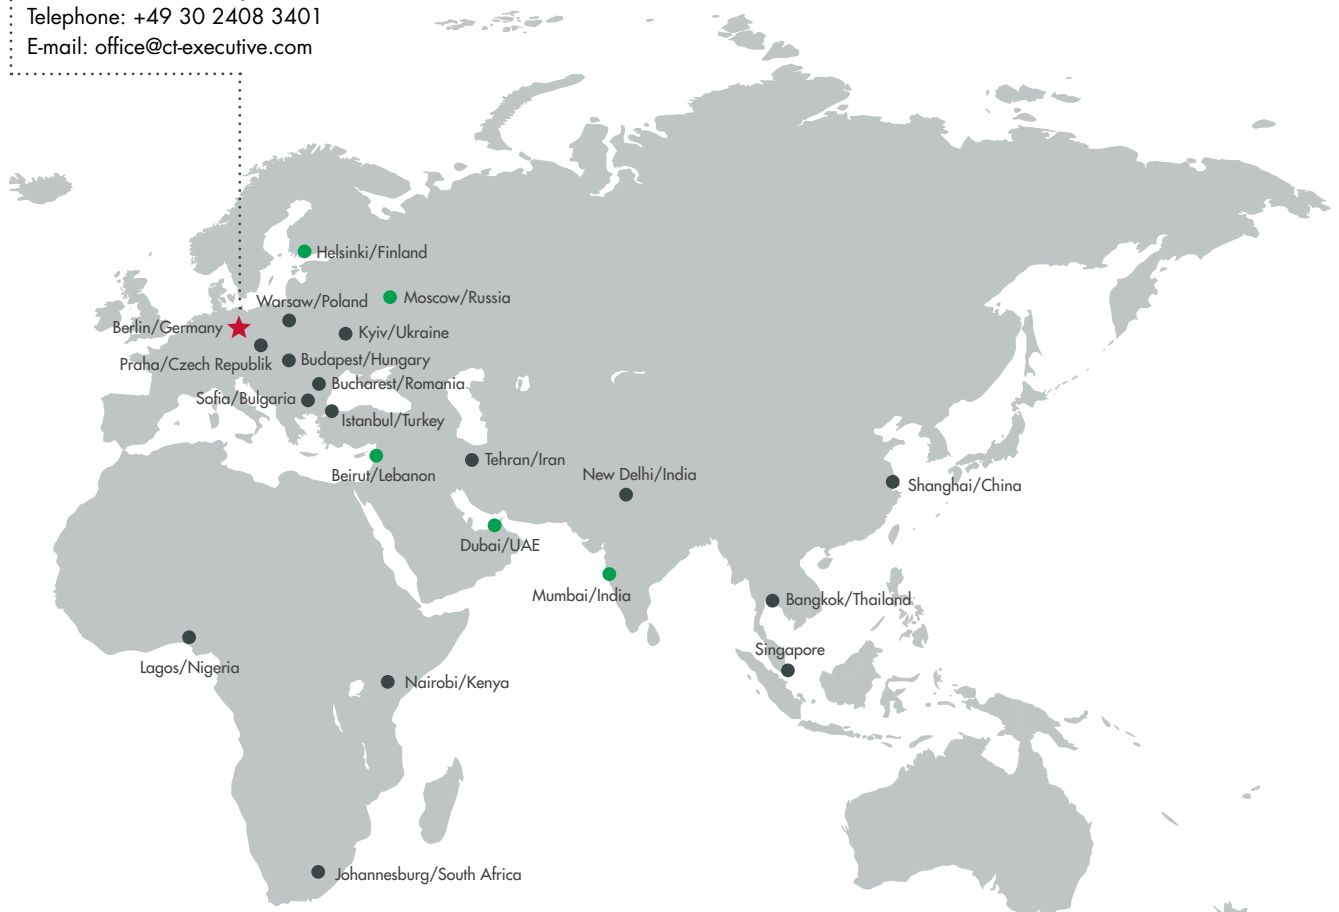 Telephone: +49 30 2408 3401
E-mail: office@ct-executive.com
Helsinki/Finland
Warsaw/Poland
Moscow/Russia
Berlin/Germany
Kyiv/Ukraine
Praha/Czech Republik
Budapest/Hungary
Bucharest/Romania
Sofia/Bulgaria
Istanbul/Turkey
Tehran/Iran
Beirut/Lebanon
New Delhi/India
Shanghai/China
Dubai/UAE
Mumbai/India
Bangkok/Thailand
Singapore
Lagos/Nigeria
Nairobi/Kenya
Johannesburg/South Africa